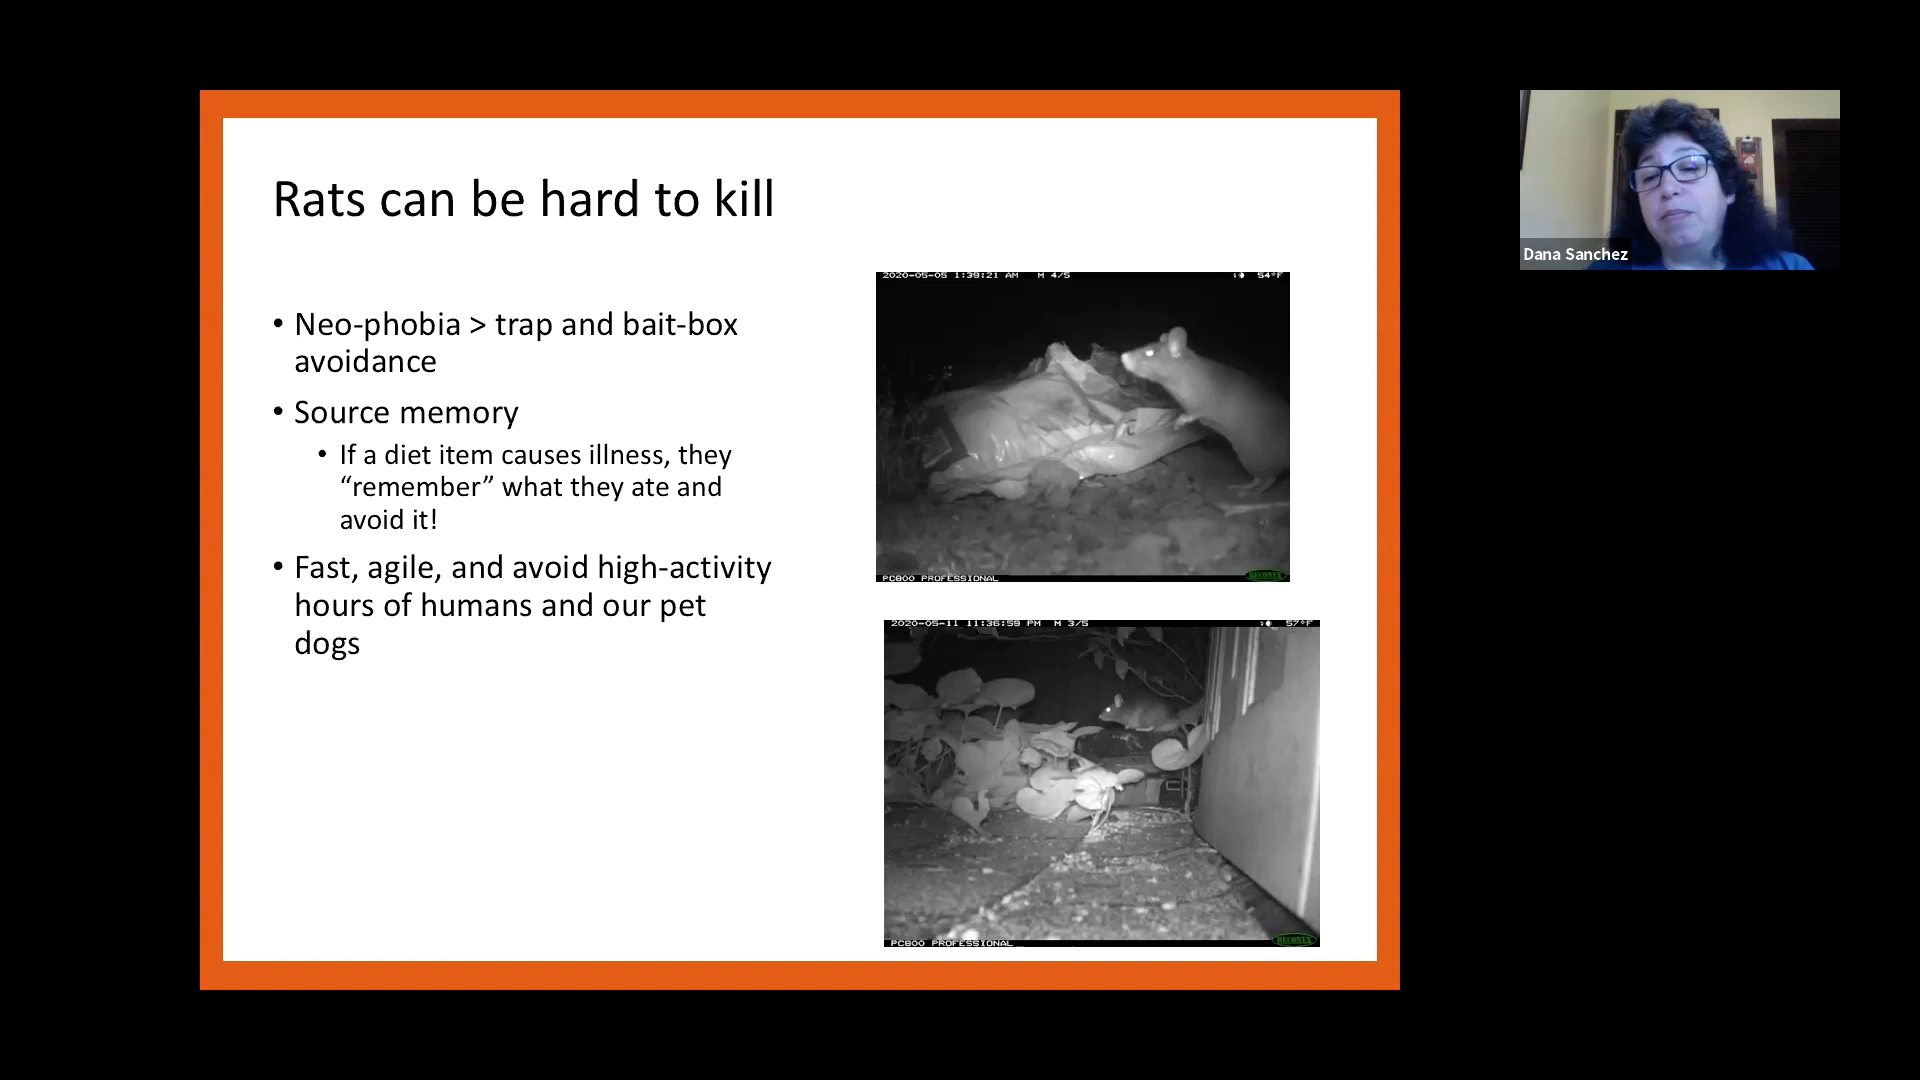 Rats can be hard to kill
• Neo-phobia > trap and bait-box
avoidance
• Source memory
• If a diet item causes illness, they
“remember” what they ate and
avoid it!
• Fast, agile, and avoid high-activity
hours of humans and our pet
dogs
2020-05-05 1:39:21 AM M 4/5 54°F
PC800 PROFESSIONAL RECONYX
2020-05-11 11:36:59 PM M 3/5 57°F
PC800 PROFESSIONAL RECONYX
Dana Sanchez